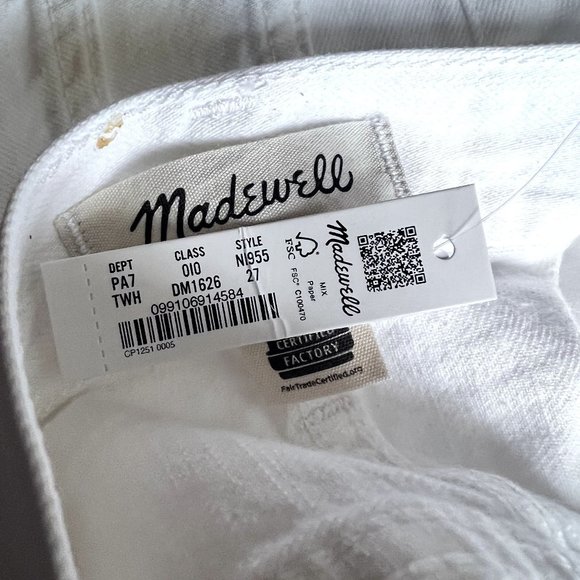 Madewell
DEPT CLASS STYLE
PA7 010 NI955
TWH DM1626 27
099106914584
CP1251 0005
FSC
FSC® C100470
Mix
Paper
Madewell
CERTIFIED
FACTORY
FairTradeCertified.org